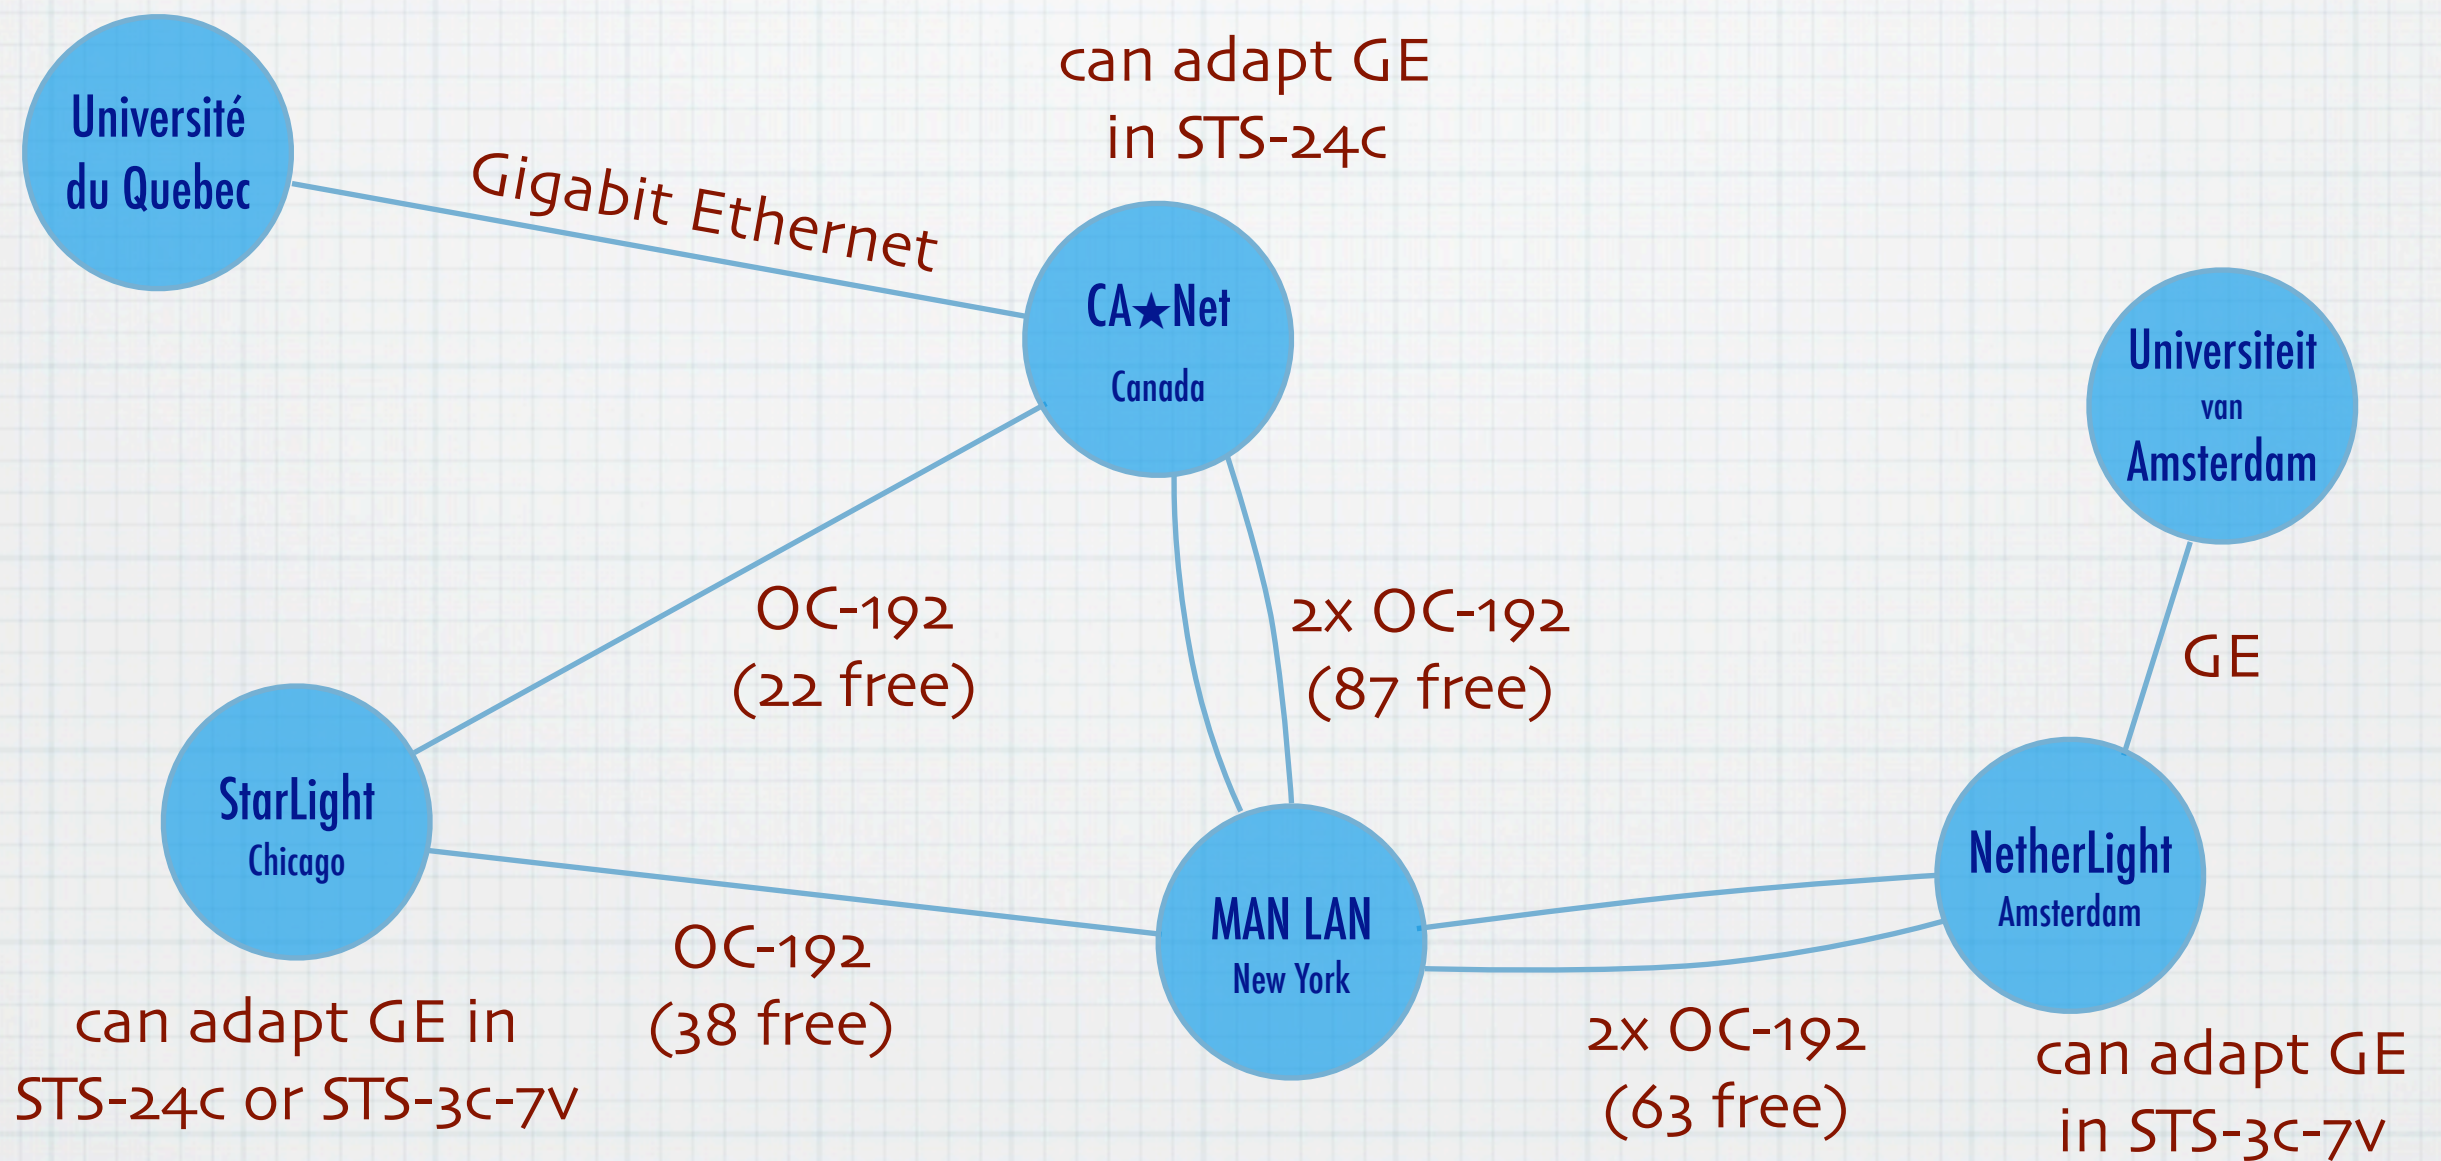 Université
du Quebec
Gigabit Ethernet
can adapt GE
in STS-24c
CA★Net
Canada
Universiteit
van
Amsterdam
GE
OC-192
(22 free)
2x OC-192
(87 free)
StarLight
Chicago
can adapt GE in
STS-24c or STS-3c-7v
OC-192
(38 free)
MAN LAN
New York
2x OC-192
(63 free)
NetherLight
Amsterdam
can adapt GE
in STS-3c-7v